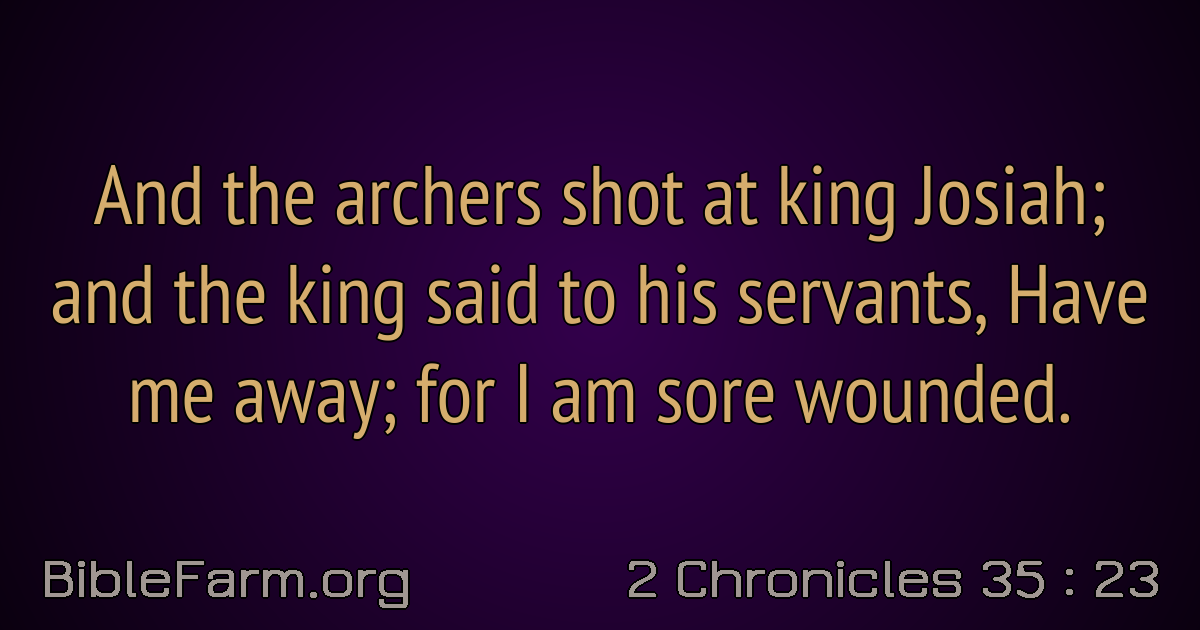 And the archers shot at king Josiah;
and the king said to his servants, Have
me away; for I am sore wounded.
BibleFarm.org
2 Chronicles 35 : 23